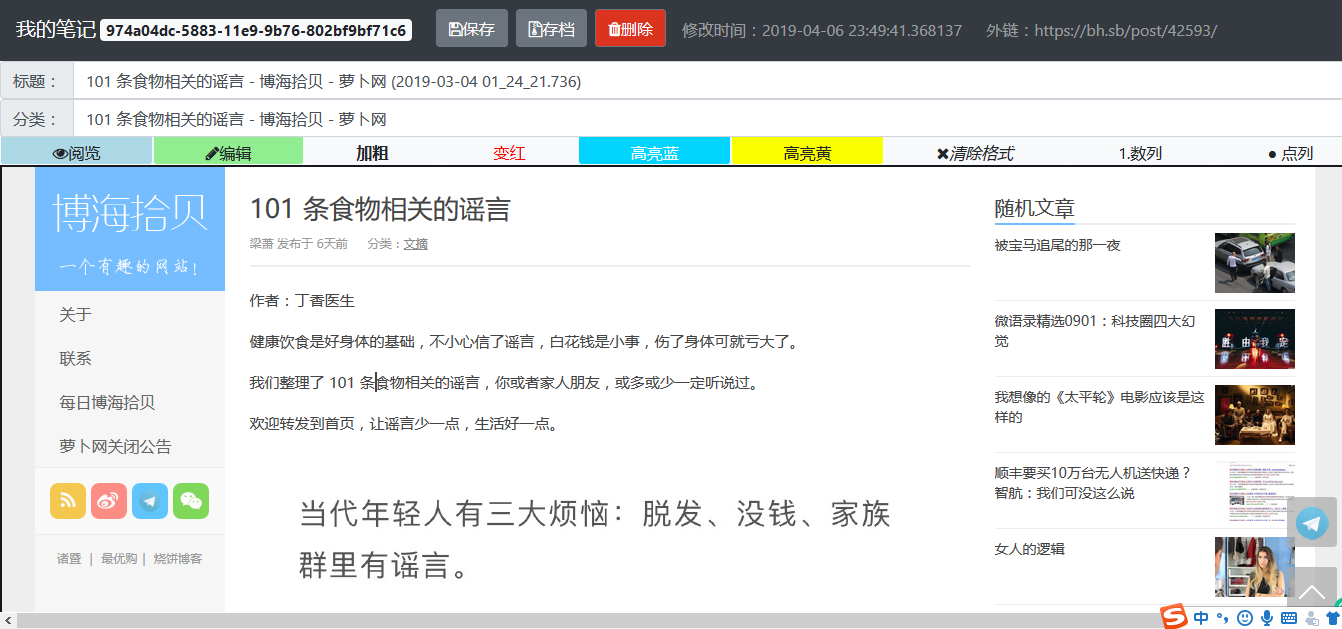 我的笔记 974a04dc-5883-11e9-9b76-802bf9bf71c6 保存 存档 删除 修改时间：2019-04-06 23:49:41.368137 外链：https://bh.sb/post/42593/
标题： 101 条食物相关的谣言 - 博海拾贝 - 萝卜网 (2019-03-04 01_24_21.736)
分类： 101 条食物相关的谣言 - 博海拾贝 - 萝卜网
阅览 编辑 加粗 变红 高亮蓝 高亮黄 清除格式 1.数列 ● 点列
博海拾贝
一个有趣的网站!
关于
联系
每日博海拾贝
萝卜网关闭公告
诸暨 | 最优购 | 烧饼博客
101 条食物相关的谣言
梁萧 发布于 6天前 分类：文摘
作者：丁香医生
健康饮食是好身体的基础，不小心信了谣言，白花钱是小事，伤了身体可就亏大了。
我们整理了 101 条食物相关的谣言，你或者家人朋友，或多或少一定听说过。
欢迎转发到首页，让谣言少一点，生活好一点。
当代年轻人有三大烦恼：脱发、没钱、家族
群里有谣言。
随机文章
被宝马追尾的那一夜
微语录精选0901：科技圈四大幻
觉
胜由我定
我想像的《太平轮》电影应该是这
样的
顺丰要买10万台无人机送快递？
智航：我们可没这么说
女人的逻辑
中